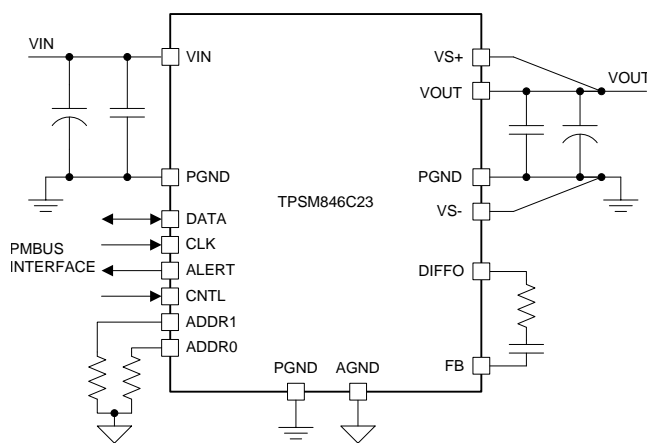 VIN
VIN
VS+
VOUT
VOUT
PGND
PGND
TPSM846C23
VS-
DATA
CLK
PMBUS
INTERFACE
ALERT
CNTL
ADDR1
ADDR0
DIFFO
FB
PGND
AGND